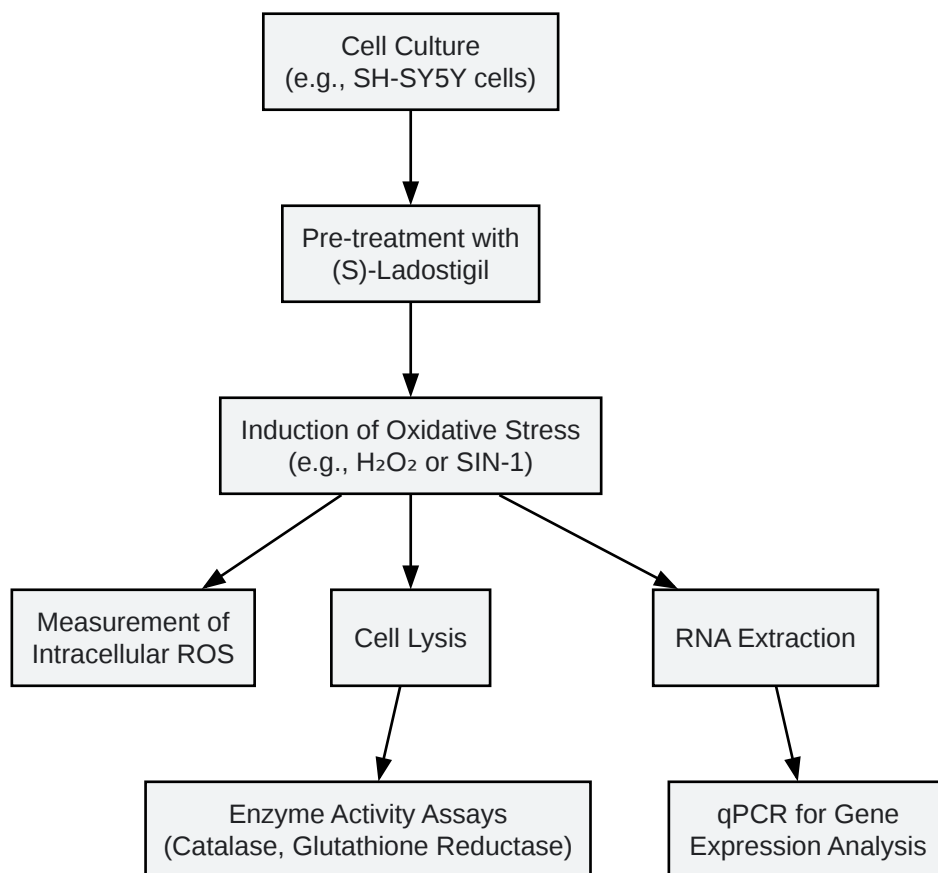 Cell Culture
(e.g., SH-SY5Y cells)
Pre-treatment with
(S)-Ladostigil
Induction of Oxidative Stress
(e.g., H₂O₂ or SIN-1)
Measurement of
Intracellular ROS
Cell Lysis
RNA Extraction
Enzyme Activity Assays
(Catalase, Glutathione Reductase)
qPCR for Gene
Expression Analysis